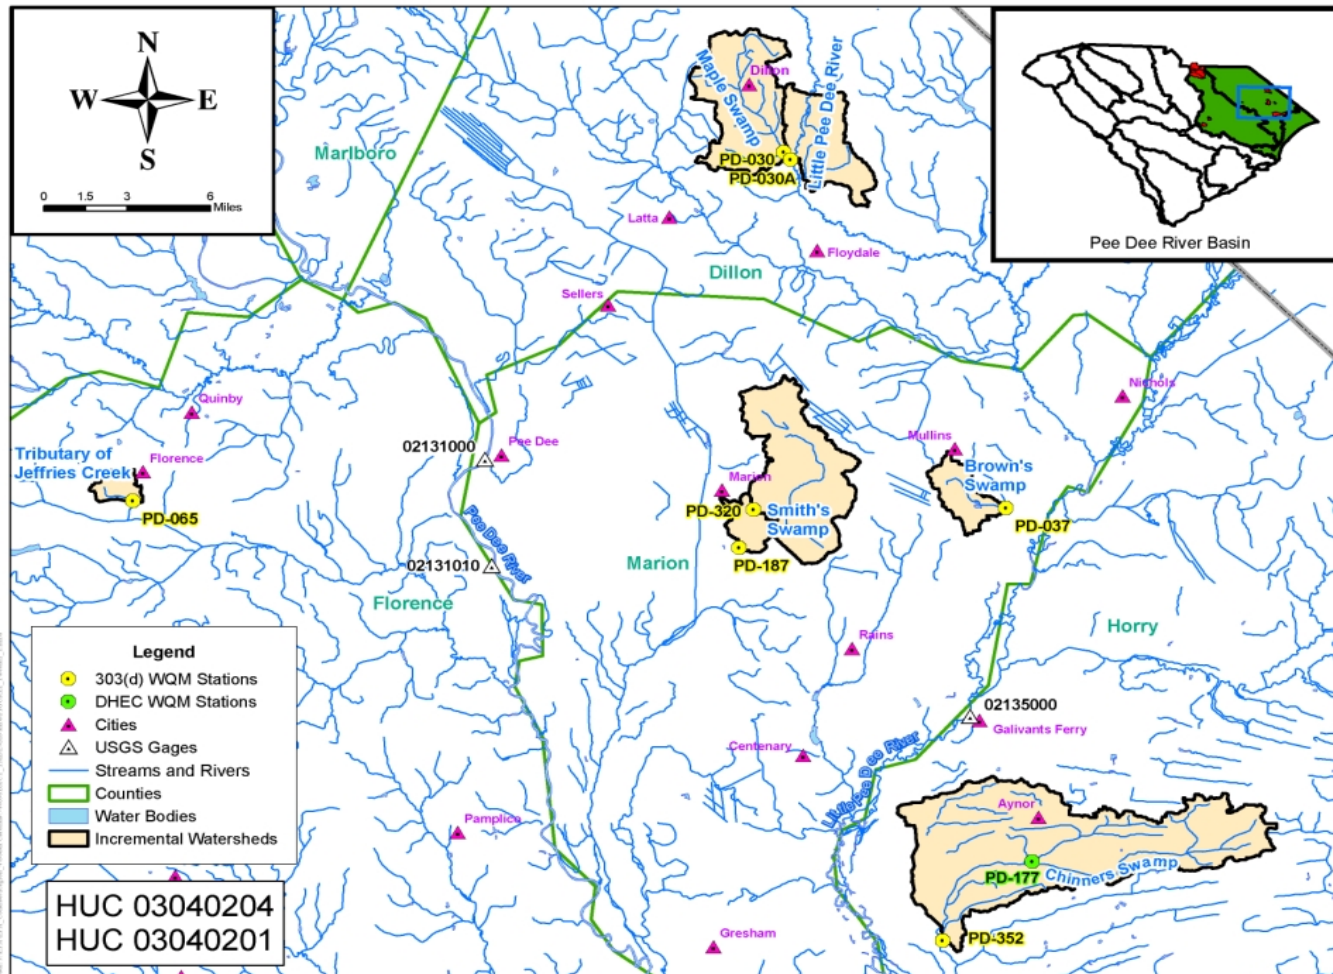 N
W E
S
0 1.5 3 6
Miles
Marlboro
Maple Swamp
Dillon
Little Pee Dee River
PD-030
PD-030A
Pee Dee River Basin
Latta
Floydale
Dillon
Sellers
Quinby
Nichols
Tributary of
Jeffries Creek
Florence
PD-065
02131000
Pee Dee
Mullins
Brown's
Swamp
PD-037
Marion
PD-320
Smith's
Swamp
PD-187
Pee Dee River
02131010
Marion
Florence
Horry
Rains
Legend
303(d) WQM Stations
DHEC WQM Stations
Cities
USGS Gages
Streams and Rivers
Counties
Water Bodies
Incremental Watersheds
02135000
Galivants Ferry
Centenary
Little Pee Dee River
Pamplico
Aynor
PD-177
Chinners Swamp
PD-352
Gresham
HUC 03040204
HUC 03040201